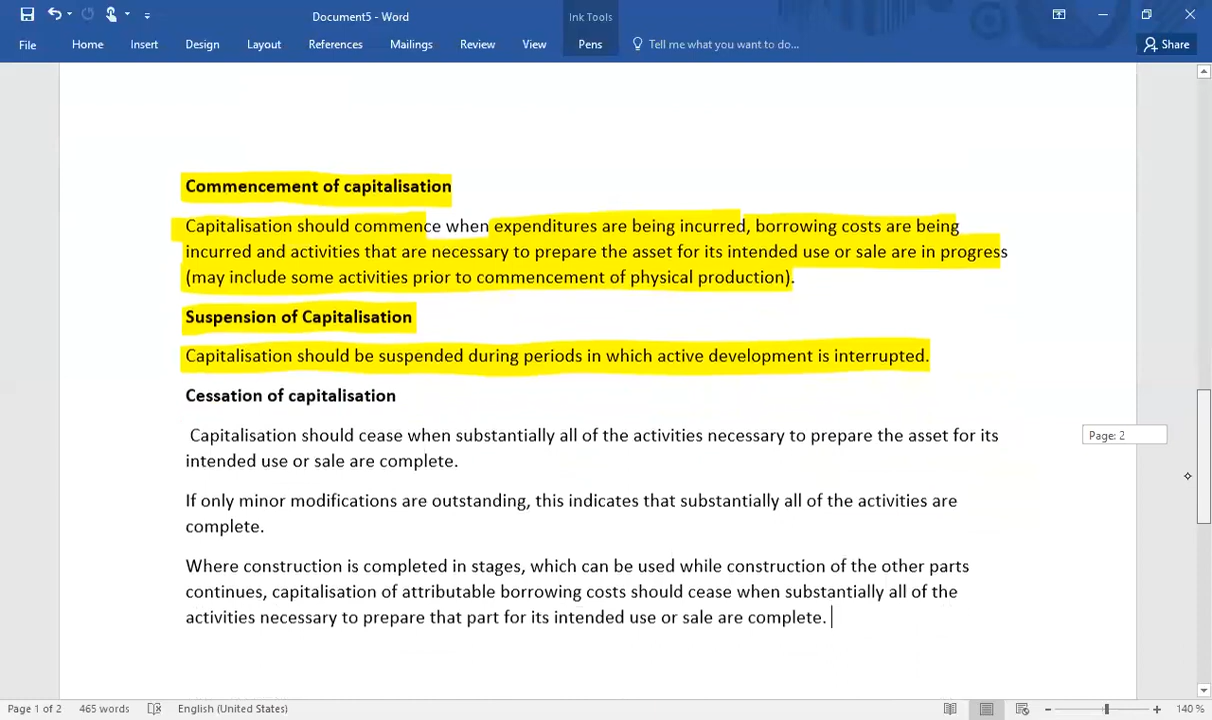 Document5 - Word
Ink Tools
File
Home
Insert
Design
Layout
References
Mailings
Review
View
Pens
Tell me what you want to do...
Share
Commencement of capitalisation
Capitalisation should commence when expenditures are being incurred, borrowing costs are being
incurred and activities that are necessary to prepare the asset for its intended use or sale are in progress
(may include some activities prior to commencement of physical production).
Suspension of Capitalisation
Capitalisation should be suspended during periods in which active development is interrupted.
Cessation of capitalisation
Capitalisation should cease when substantially all of the activities necessary to prepare the asset for its
intended use or sale are complete.
Page: 2
If only minor modifications are outstanding, this indicates that substantially all of the activities are
complete.
Where construction is completed in stages, which can be used while construction of the other parts
continues, capitalisation of attributable borrowing costs should cease when substantially all of the
activities necessary to prepare that part for its intended use or sale are complete.
Page 1 of 2
465 words
English (United States)
140 %